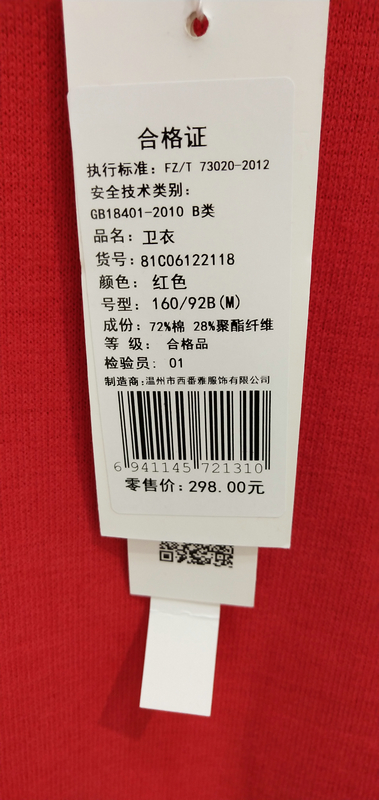 合格证
执行标准：FZ/T 73020-2012
安全技术类别：
GB18401-2010 B类
品名：卫衣
货号：81C06122118
颜色：红色
号型：160/92B(M)
成份：72%棉 28%聚酯纤维
等 级： 合格品
检验员：01
制造商：温州市西番雅服饰有限公司
6 941145 721310
零售价：298.00元